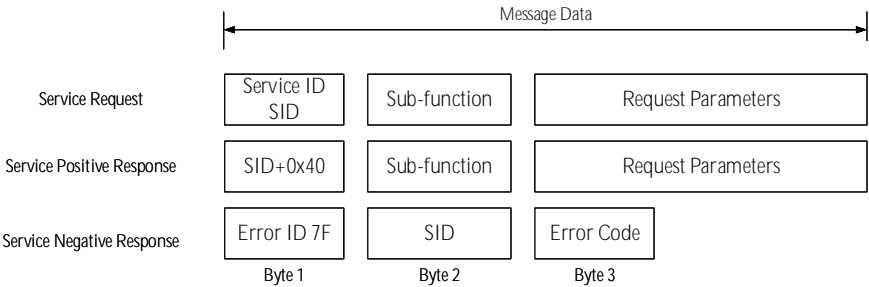 Message Data
Service Request
Service ID
SID
Sub-function
Request Parameters
Service Positive Response
SID+0x40
Sub-function
Request Parameters
Service Negative Response
Error ID 7F
SID
Error Code
Byte 1
Byte 2
Byte 3